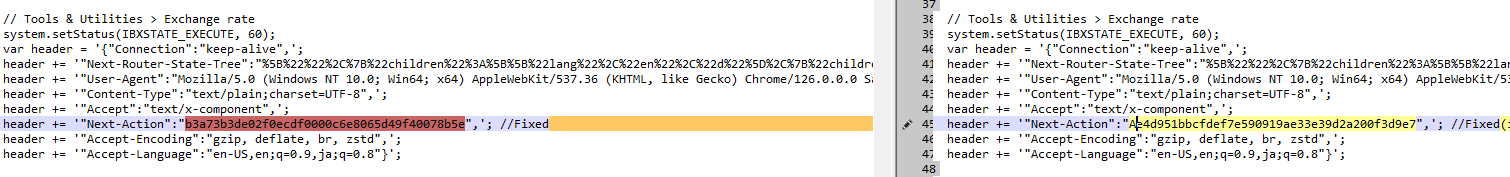 // Tools & Utilities > Exchange rate
system.setStatus(IBXSTATE_EXECUTE, 60);
var header = '{"Connection":"keep-alive",';
header += '"Next-Router-State-Tree":"%5B%22%22%2C%7B%22children%22%3A%5B%5B%22lang%22%2C%22en%22%2C%22d%22%5D%2C%7B%22childre
header += '"User-Agent":"Mozilla/5.0 (Windows NT 10.0; Win64; x64) AppleWebKit/537.36 (KHTML, like Gecko) Chrome/126.0.0.0 Sa
header += '"Content-Type":"text/plain;charset=UTF-8",';
header += '"Accept":"text/x-component",';
header += '"Next-Action":"b3a73b3de02f0ecdf0000c6e8065d49f40078b5e",'; //Fixed
header += '"Accept-Encoding":"gzip, deflate, br, zstd",';
header += '"Accept-Language":"en-US,en;q=0.9,ja;q=0.8"}';
37
38 // Tools & Utilities > Exchange rate
39 system.setStatus(IBXSTATE_EXECUTE, 60);
40 var header = '{"Connection":"keep-alive",';
41 header += '"Next-Router-State-Tree":"%5B%22%22%2C%7B%22children%22%3A%5B%5B%22la
42 header += '"User-Agent":"Mozilla/5.0 (Windows NT 10.0; Win64; x64) AppleWebKit/53
43 header += '"Content-Type":"text/plain;charset=UTF-8",';
44 header += '"Accept":"text/x-component",';
45 header += '"Next-Action":"A=4d951bbcfdef7e590919ae33e39d2a200f3d9e7",'; //Fixed(
46 header += '"Accept-Encoding":"gzip, deflate, br, zstd",';
47 header += '"Accept-Language":"en-US,en;q=0.9,ja;q=0.8"}';
48